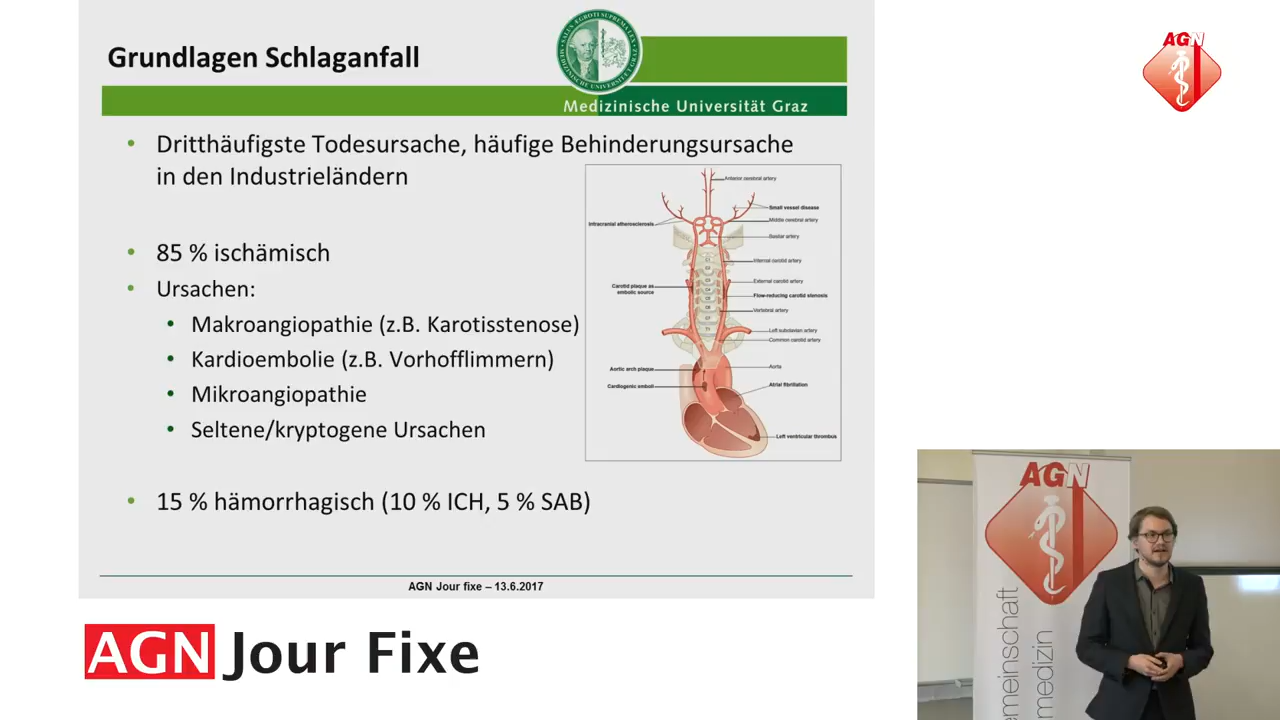 Grundlagen Schlaganfall
Medizinische Universität Graz
AGN
• Dritthäufigste Todesursache, häufige Behinderungsursache
in den Industrieländern
• 85 % ischämisch
• Ursachen:
• Makroangiopathie (z.B. Karotisstenose)
• Kardioembolie (z.B. Vorhofflimmern)
• Mikroangiopathie
• Seltene/kryptogene Ursachen
• 15 % hämorrhagisch (10 % ICH, 5 % SAB)
Anterior cerebral artery
Small vessel disease
Middle cerebral artery
Intracranial atherosclerosis
Basilar artery
Internal carotid artery
External carotid artery
Carotid plaque as
embolic source
Flow-reducing carotid stenosis
Vertebral artery
Left subclavian artery
Common carotid artery
Aorta
Aortic arch plaque
Cardiogenic emboli
Atrial fibrillation
Left ventricular thrombus
AGN Jour fixe – 13.6.2017
AGN Jour Fixe
AGN
emeinschaft
medizin